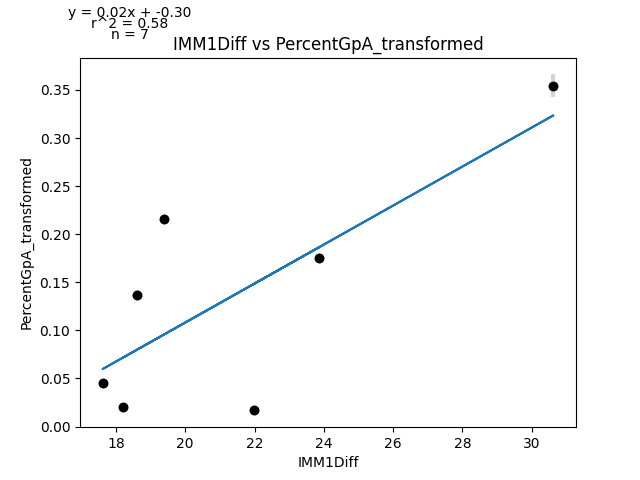 y = 0.02x + -0.30
r^2 = 0.58
n = 7
IMM1Diff vs PercentGpA_transformed
PercentGpA_transformed
0.35
0.30
0.25
0.20
0.15
0.10
0.05
0.00
18 20 22 24 26 28 30
IMM1Diff